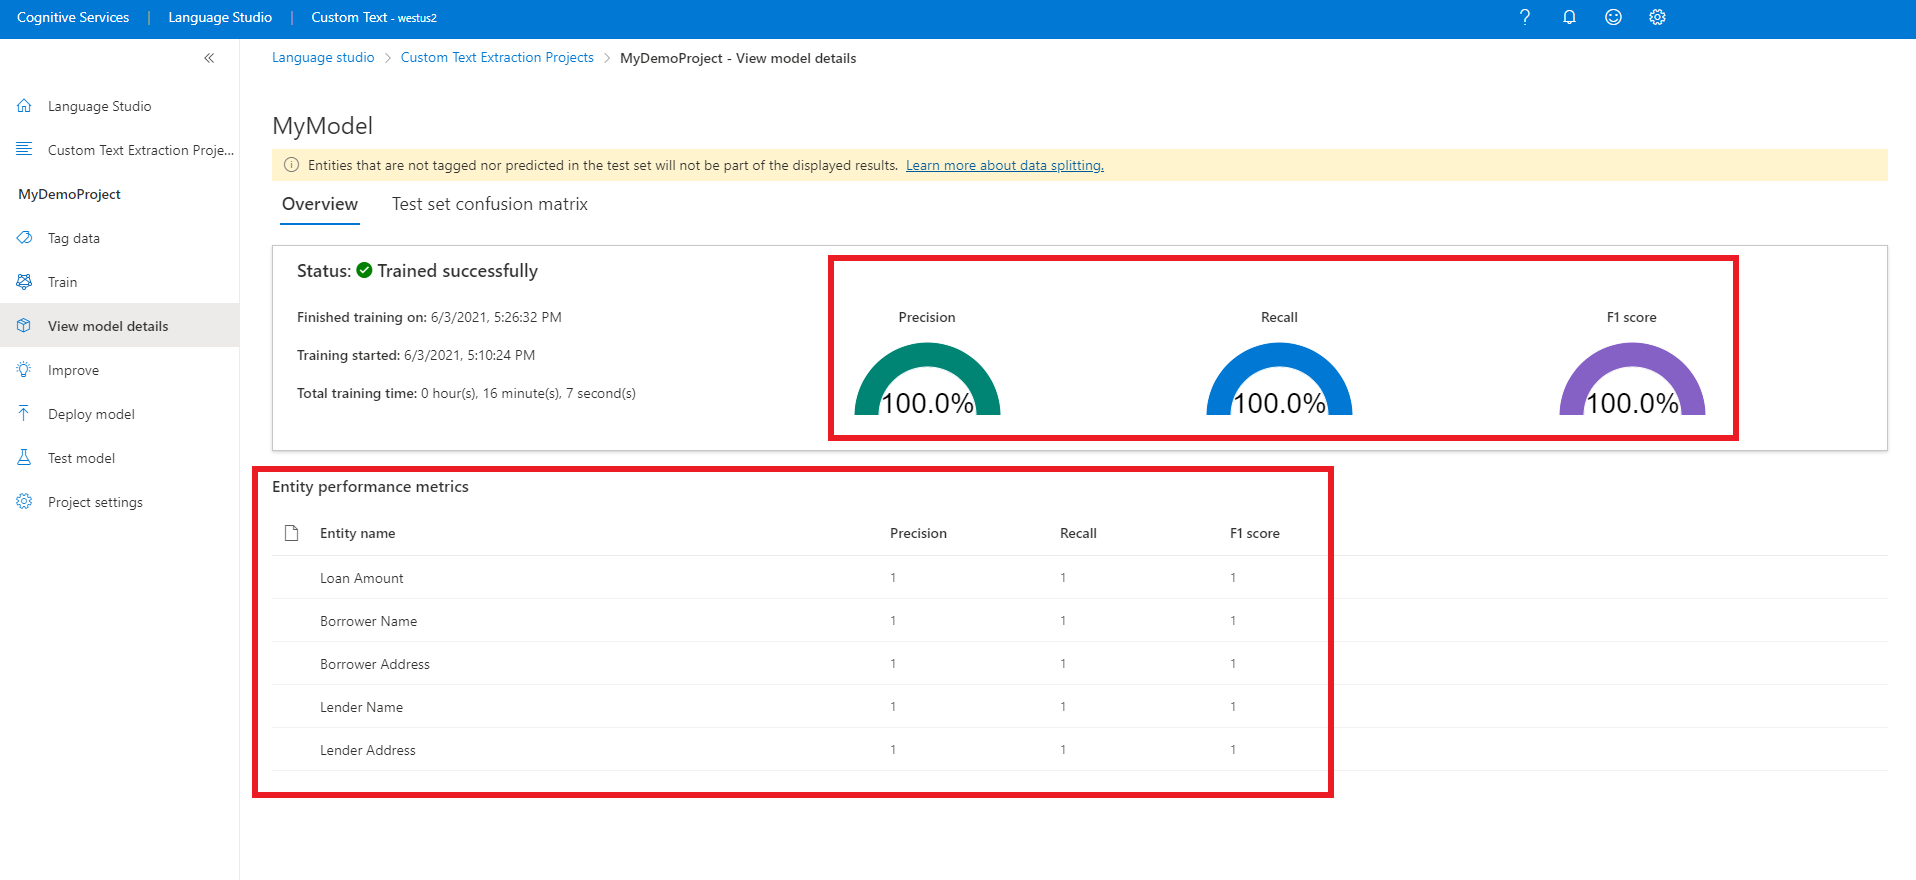 Cognitive Services | Language Studio | Custom Text - westus2
Language studio > Custom Text Extraction Projects > MyDemoProject - View model details
Language Studio
Custom Text Extraction Proje...
MyDemoProject
Tag data
Train
View model details
Improve
Deploy model
Test model
Project settings
MyModel
Entities that are not tagged nor predicted in the test set will not be part of the displayed results. Learn more about data splitting.
Overview Test set confusion matrix
Status: Trained successfully
Finished training on: 6/3/2021, 5:26:32 PM
Training started: 6/3/2021, 5:10:24 PM
Total training time: 0 hour(s), 16 minute(s), 7 second(s)
Precision Recall F1 score
100.0% 100.0% 100.0%
Entity performance metrics
Entity name Precision Recall F1 score
Loan Amount 1 1 1
Borrower Name 1 1 1
Borrower Address 1 1 1
Lender Name 1 1 1
Lender Address 1 1 1